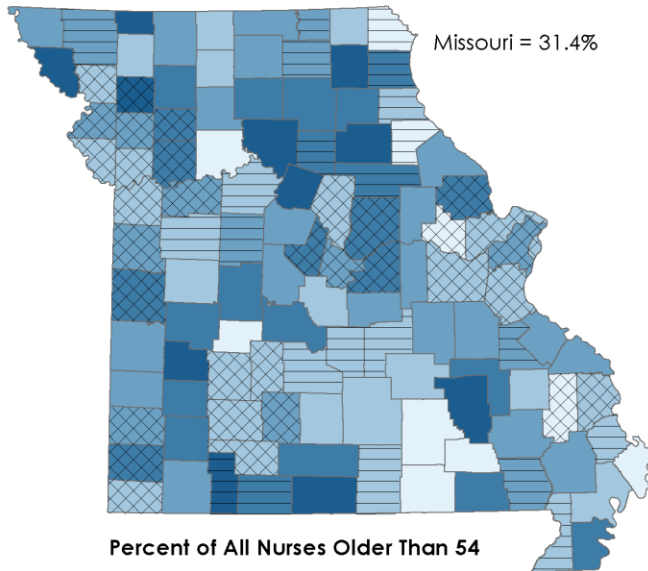 Missouri = 31.4%
Percent of All Nurses Older Than 54